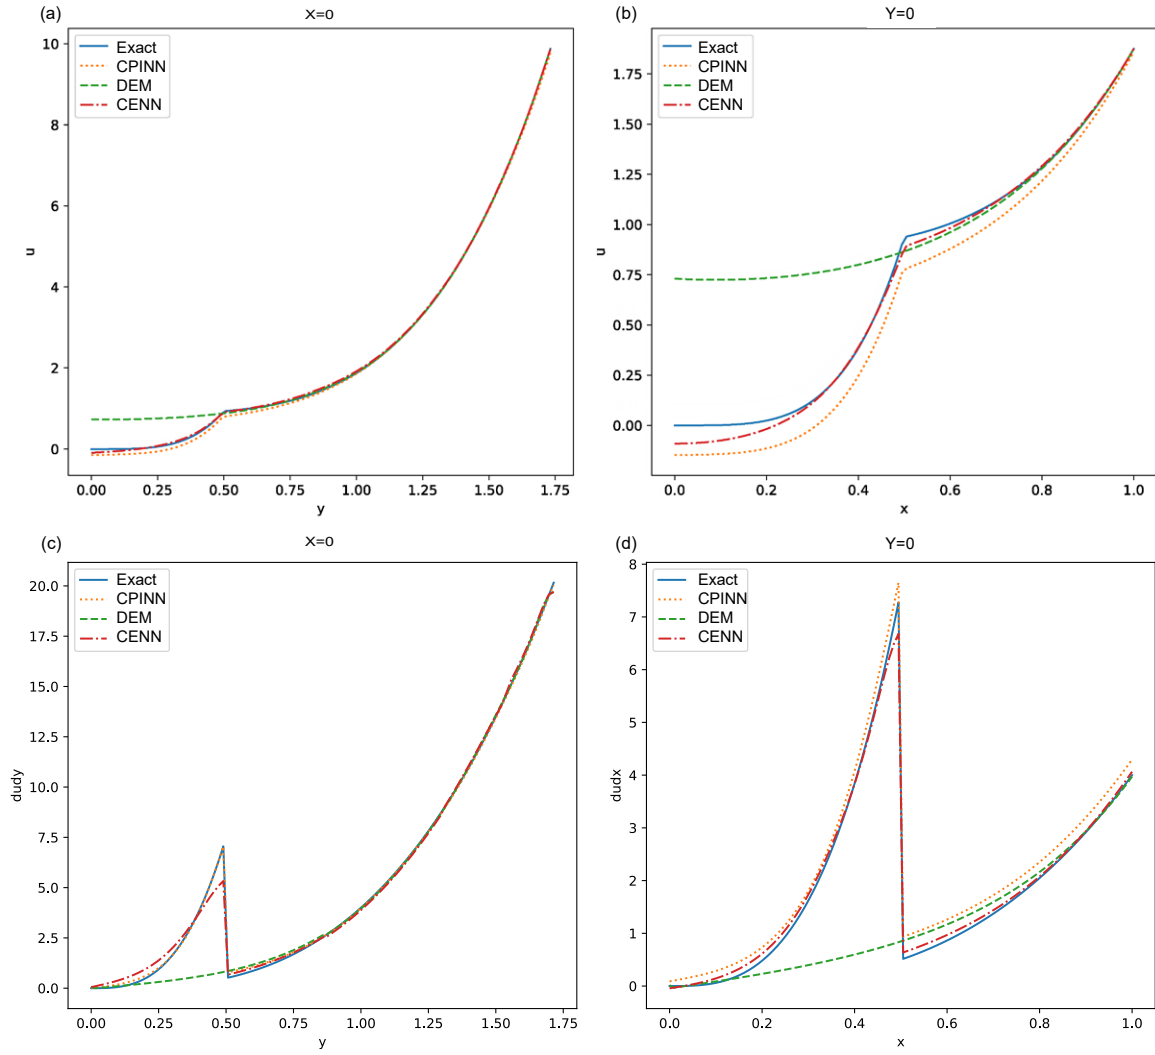 (a)
X=0
Exact
CPINN
DEM
CENN
10
8
6
4
2
0
u
0.00 0.25 0.50 0.75 1.00 1.25 1.50 1.75
y
(b)
Y=0
Exact
CPINN
DEM
CENN
1.75
1.50
1.25
1.00
0.75
0.50
0.25
0.00
u
0.0 0.2 0.4 0.6 0.8 1.0
x
(c)
X=0
Exact
CPINN
DEM
CENN
20.0
17.5
15.0
12.5
10.0
7.5
5.0
2.5
0.0
dudy
0.00 0.25 0.50 0.75 1.00 1.25 1.50 1.75
y
(d)
Y=0
Exact
CPINN
DEM
CENN
8
7
6
5
4
3
2
1
0
dudx
0.0 0.2 0.4 0.6 0.8 1.0
x